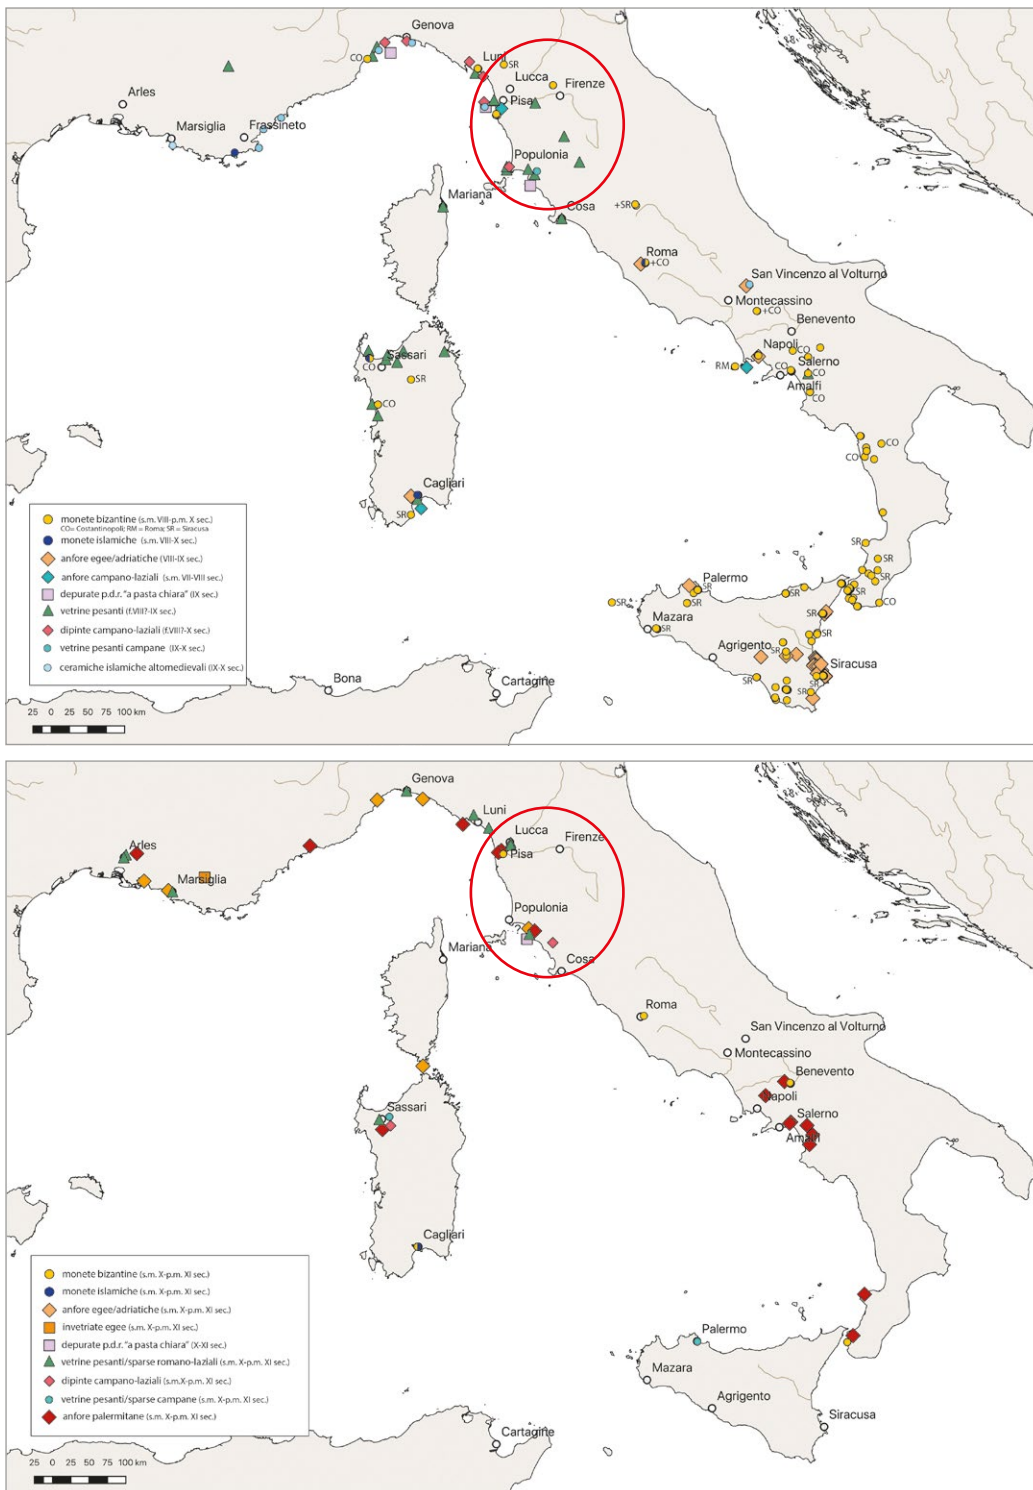 Genova
CO
Luni
SR
Lucca
Firenze
Arles
Pisa
Marsiglia
Frassineto
Populonia
Mariana
+SR
Cosa
Roma
+CO
San Vincenzo al Volturno
Montecassino
+CO
Benevento
Napoli
CO
Sassari
CO
SR
RM
Salerno
CO
CO
Amalfi
CO
CO
CO
CO
Cagliari
SR
monete bizantine (s.m. VIII-p.m. X sec.)
CO= Costantinopoli; RM = Roma; SR = Siracusa
monete islamiche (s.m. VIII-X sec.)
anfore egee/adriatiche (VIII-IX sec.)
anfore campano-laziali (s.m. VII-VIII sec.)
depurate p.d.r. "a pasta chiara" (IX sec.)
vetrine pesanti (f.VIII?-IX sec.)
dipinte campano-laziali (f.VIII?-X sec.)
vetrine pesanti campane (IX-X sec.)
ceramiche islamiche altomedievali (IX-X sec.)
SR
SR
SR
Palermo
SR
SR
SR
SR
SR
CO
Mazara
SR
SR
SR
Agrigento
SR
Siracusa
SR
SR
SR
Bona
Cartagine
25 0 25 50 75 100 km
Genova
Luni
Lucca
Firenze
Arles
Pisa
Marsiglia
Populonia
?
Mariana
Cosa
Roma
San Vincenzo al Volturno
Montecassino
Benevento
Napoli
Sassari
Salerno
Amalfi
Cagliari
monete bizantine (s.m. X-p.m. XI sec.)
monete islamiche (s.m. X-p.m. XI sec.)
anfore egee/adriatiche (s.m. X-p.m. XI sec.)
invetriate egee (s.m. X-p.m. XI sec.)
depurate p.d.r. "a pasta chiara" (X-XI sec.)
vetrine pesanti/sparse romano-laziali (s.m. X-p.m. XI sec.)
dipinte campano-laziali (s.m.X-p.m. XI sec.)
vetrine pesanti/sparse campane (s.m. X-p.m. XI sec.)
anfore palermitane (s.m. X-p.m. XI sec.)
Palermo
Mazara
Agrigento
Siracusa
Cartagine
25 0 25 50 75 100 km